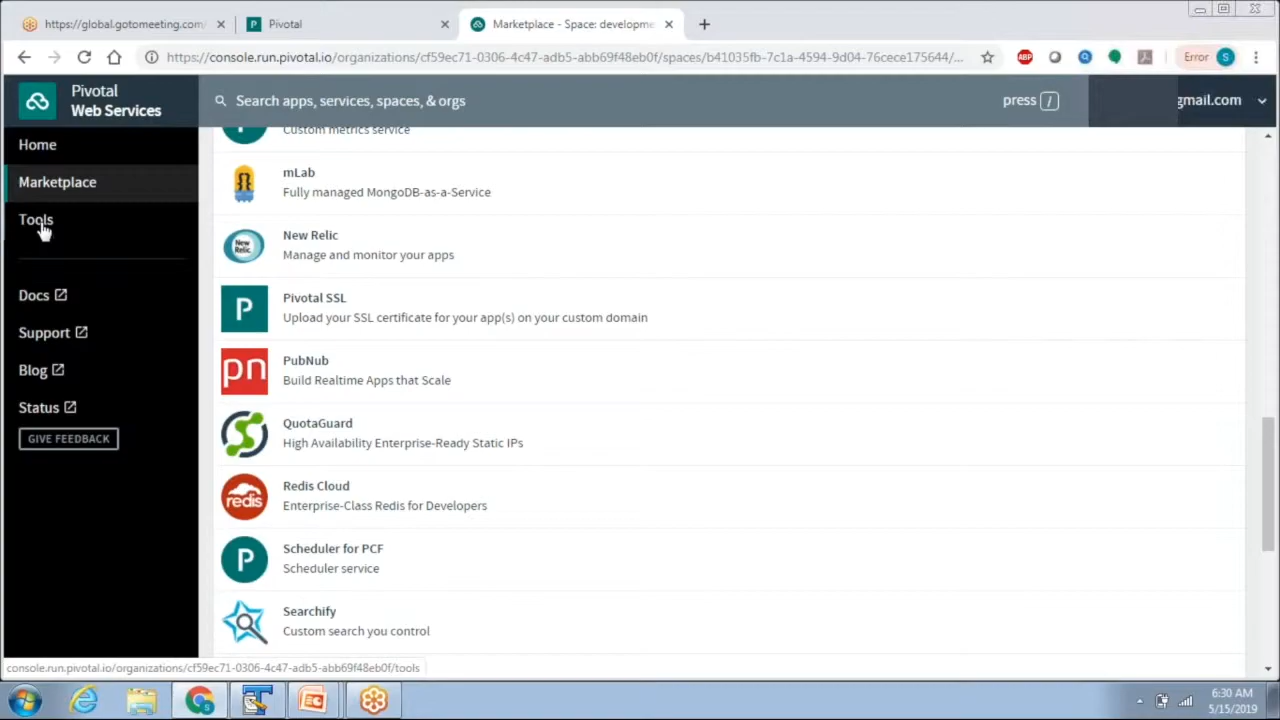 https://global.gotomeeting.com/
Pivotal
Marketplace - Space: developme
https://console.run.pivotal.io/organizations/cf59ec71-0306-4c47-adb5-abb69f48eb0f/spaces/b41035fb-7c1a-4594-9d04-76cece175644/...
ABP
Error
S
Pivotal
Web Services
Search apps, services, spaces, & orgs
press /
gmail.com
Home
Marketplace
Tools
Docs
Support
Blog
Status
GIVE FEEDBACK
Custom metrics service
mLab
Fully managed MongoDB-as-a-Service
New Relic
New Relic
Manage and monitor your apps
P
Pivotal SSL
Upload your SSL certificate for your app(s) on your custom domain
pn
PubNub
Build Realtime Apps that Scale
QuotaGuard
High Availability Enterprise-Ready Static IPs
redis
Redis Cloud
Enterprise-Class Redis for Developers
P
Scheduler for PCF
Scheduler service
Searchify
Custom search you control
console.run.pivotal.io/organizations/cf59ec71-0306-4c47-adb5-abb69f48eb0f/tools
6:30 AM
5/15/2019